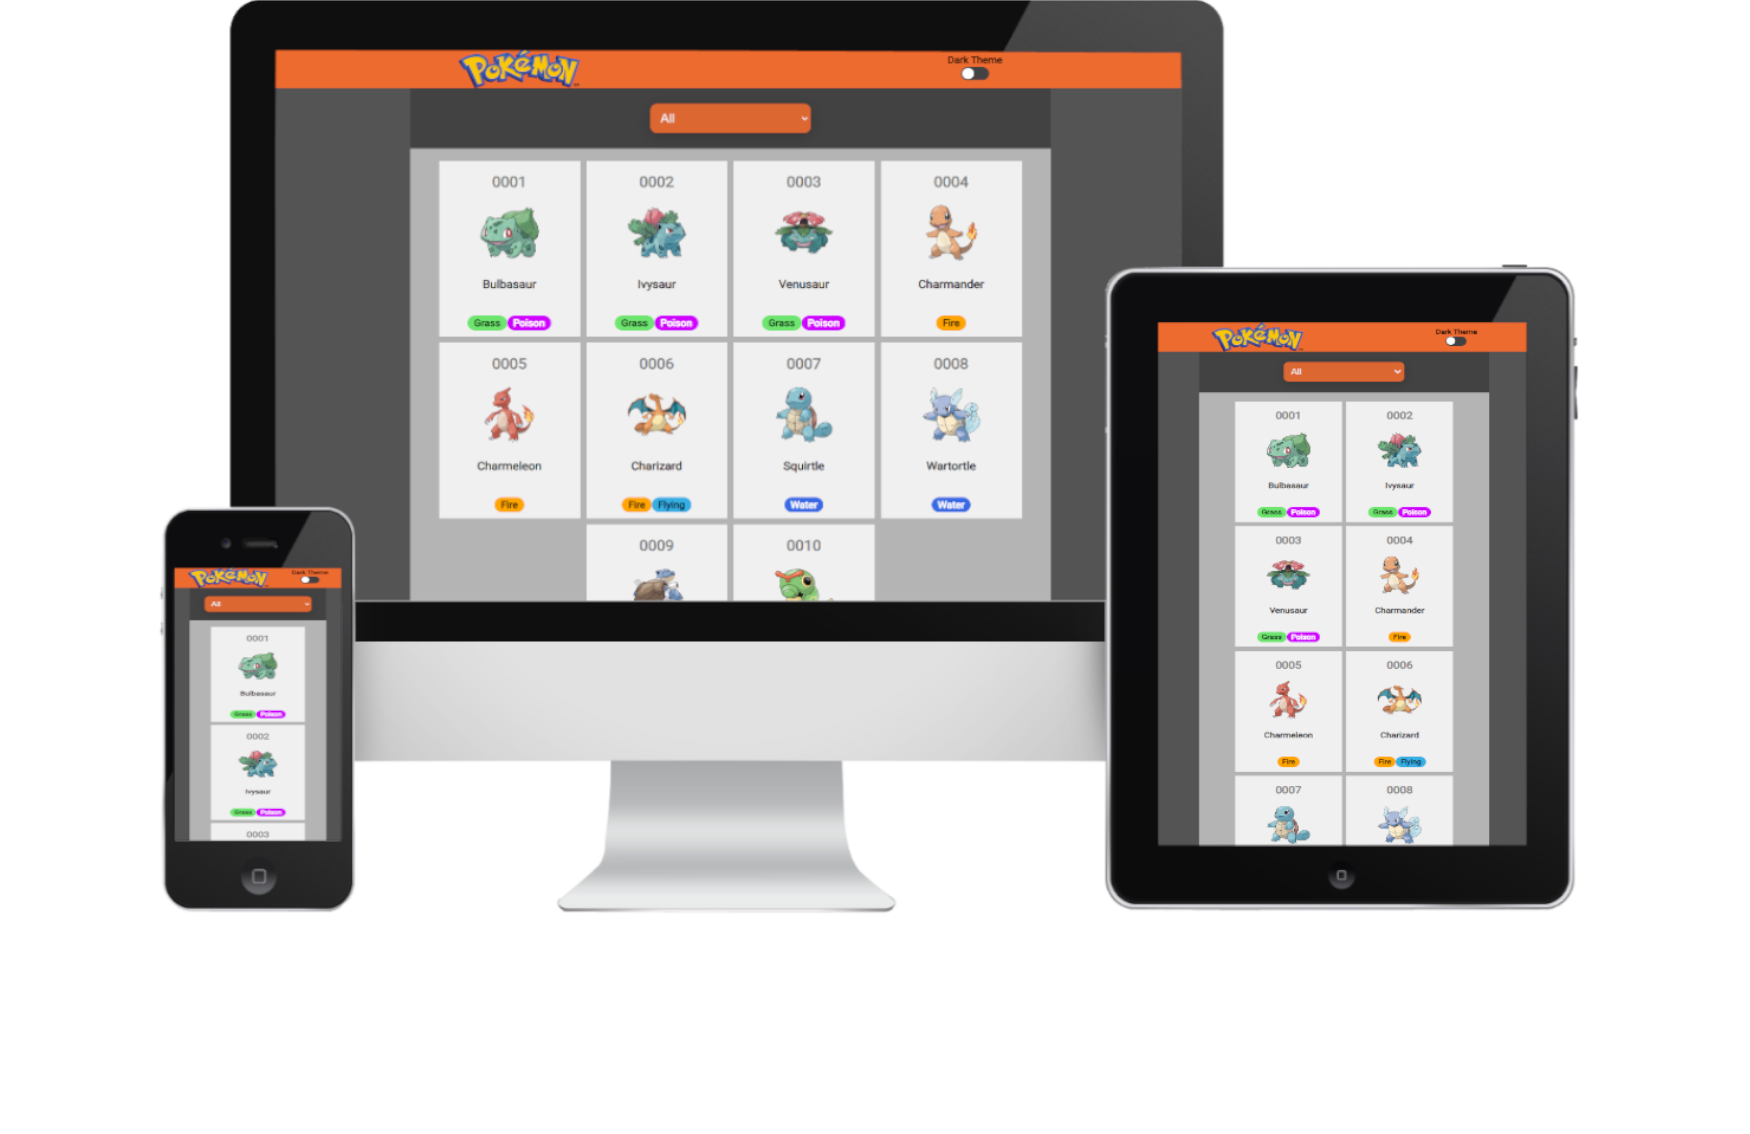 POKéMON
Dark Theme
All
0001 0002 0003 0004
Bulbasaur Ivysaur Venusaur Charmander
Grass Poison Grass Poison Grass Poison Fire
0005 0006 0007 0008
Charmeleon Charizard Squirtle Wartortle
Fire Fire Flying Water Water
0009 0010
POKéMON
Dark Theme
All
0001
Bulbasaur
Grass Poison
0002
Ivysaur
Grass Poison
0003
POKéMON
Dark Theme
All
0001 0002
Bulbasaur Ivysaur
Grass Poison Grass Poison
0003 0004
Venusaur Charmander
Grass Poison Fire
0005 0006
Charmeleon Charizard
Fire Fire Flying
0007 0008